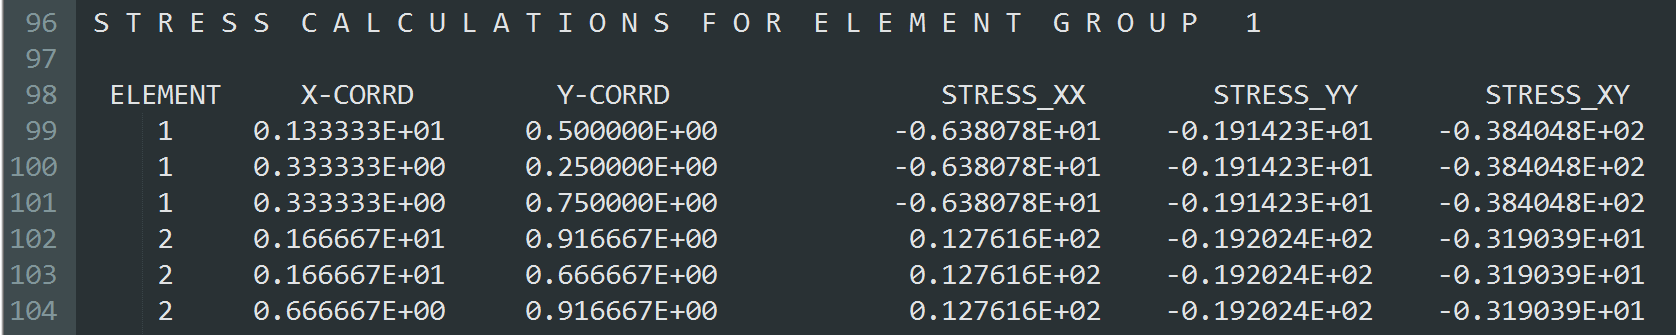 96 S T R E S S C A L C U L A T I O N S F O R E L E M E N T G R O U P 1
97
98 ELEMENT X-CORRD Y-CORRD STRESS_XX STRESS_YY STRESS_XY
99 1 0.133333E+01 0.500000E+00 -0.638078E+01 -0.191423E+01 -0.384048E+02
100 1 0.333333E+00 0.250000E+00 -0.638078E+01 -0.191423E+01 -0.384048E+02
101 1 0.333333E+00 0.750000E+00 -0.638078E+01 -0.191423E+01 -0.384048E+02
102 2 0.166667E+01 0.916667E+00 0.127616E+02 -0.192024E+02 -0.319039E+01
103 2 0.166667E+01 0.666667E+00 0.127616E+02 -0.192024E+02 -0.319039E+01
104 2 0.666667E+00 0.916667E+00 0.127616E+02 -0.192024E+02 -0.319039E+01